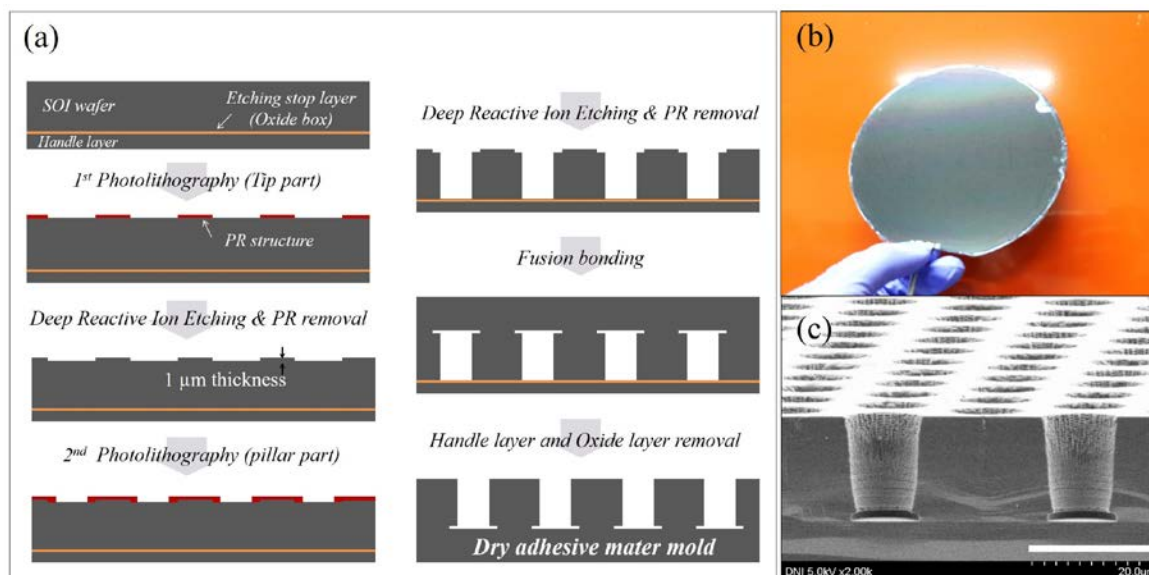 (a)
SOI wafer
Etching stop layer
(Oxide box)
Handle layer
1st Photolithography (Tip part)
PR structure
Deep Reactive Ion Etching & PR removal
1 μm thickness
2nd Photolithography (pillar part)
Deep Reactive Ion Etching & PR removal
Fusion bonding
Handle layer and Oxide layer removal
Dry adhesive mater mold
(b)
(c)
DNI 5.0kV x2.00k
20.0μm